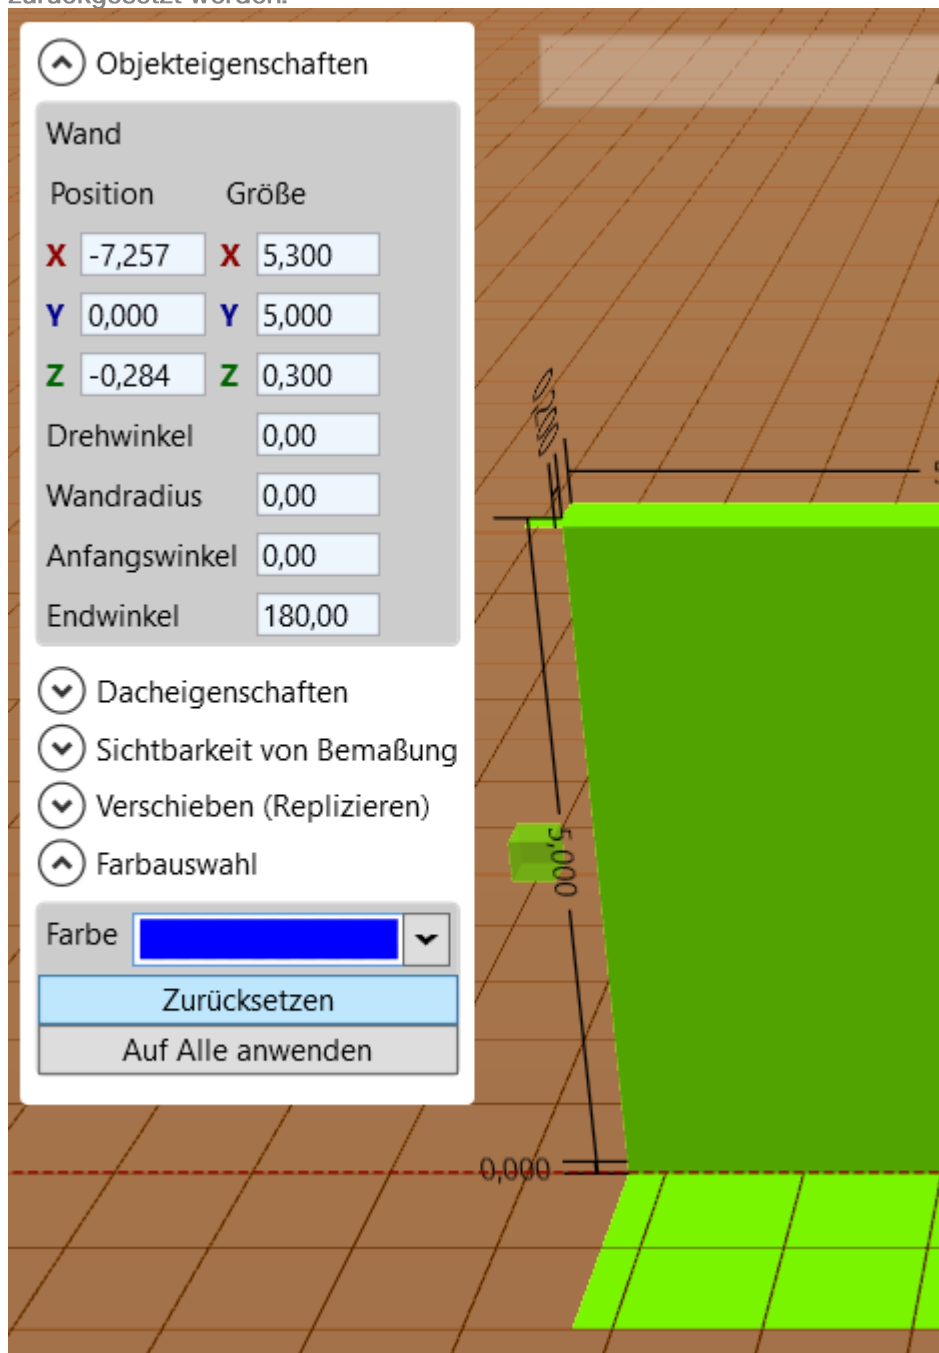 zurückgesetzt werden.
Objekteigenschaften
Wand
Position Größe
X -7,257 X 5,300
Y 0,000 Y 5,000
Z -0,284 Z 0,300
Drehwinkel 0,00
Wandradius 0,00
Anfangswinkel 0,00
Endwinkel 180,00
Dacheigenschaften
Sichtbarkeit von Bemaßung
Verschieben (Replizieren)
Farbauswahl
Farbe
Zurücksetzen
Auf Alle anwenden
5,000
0,000